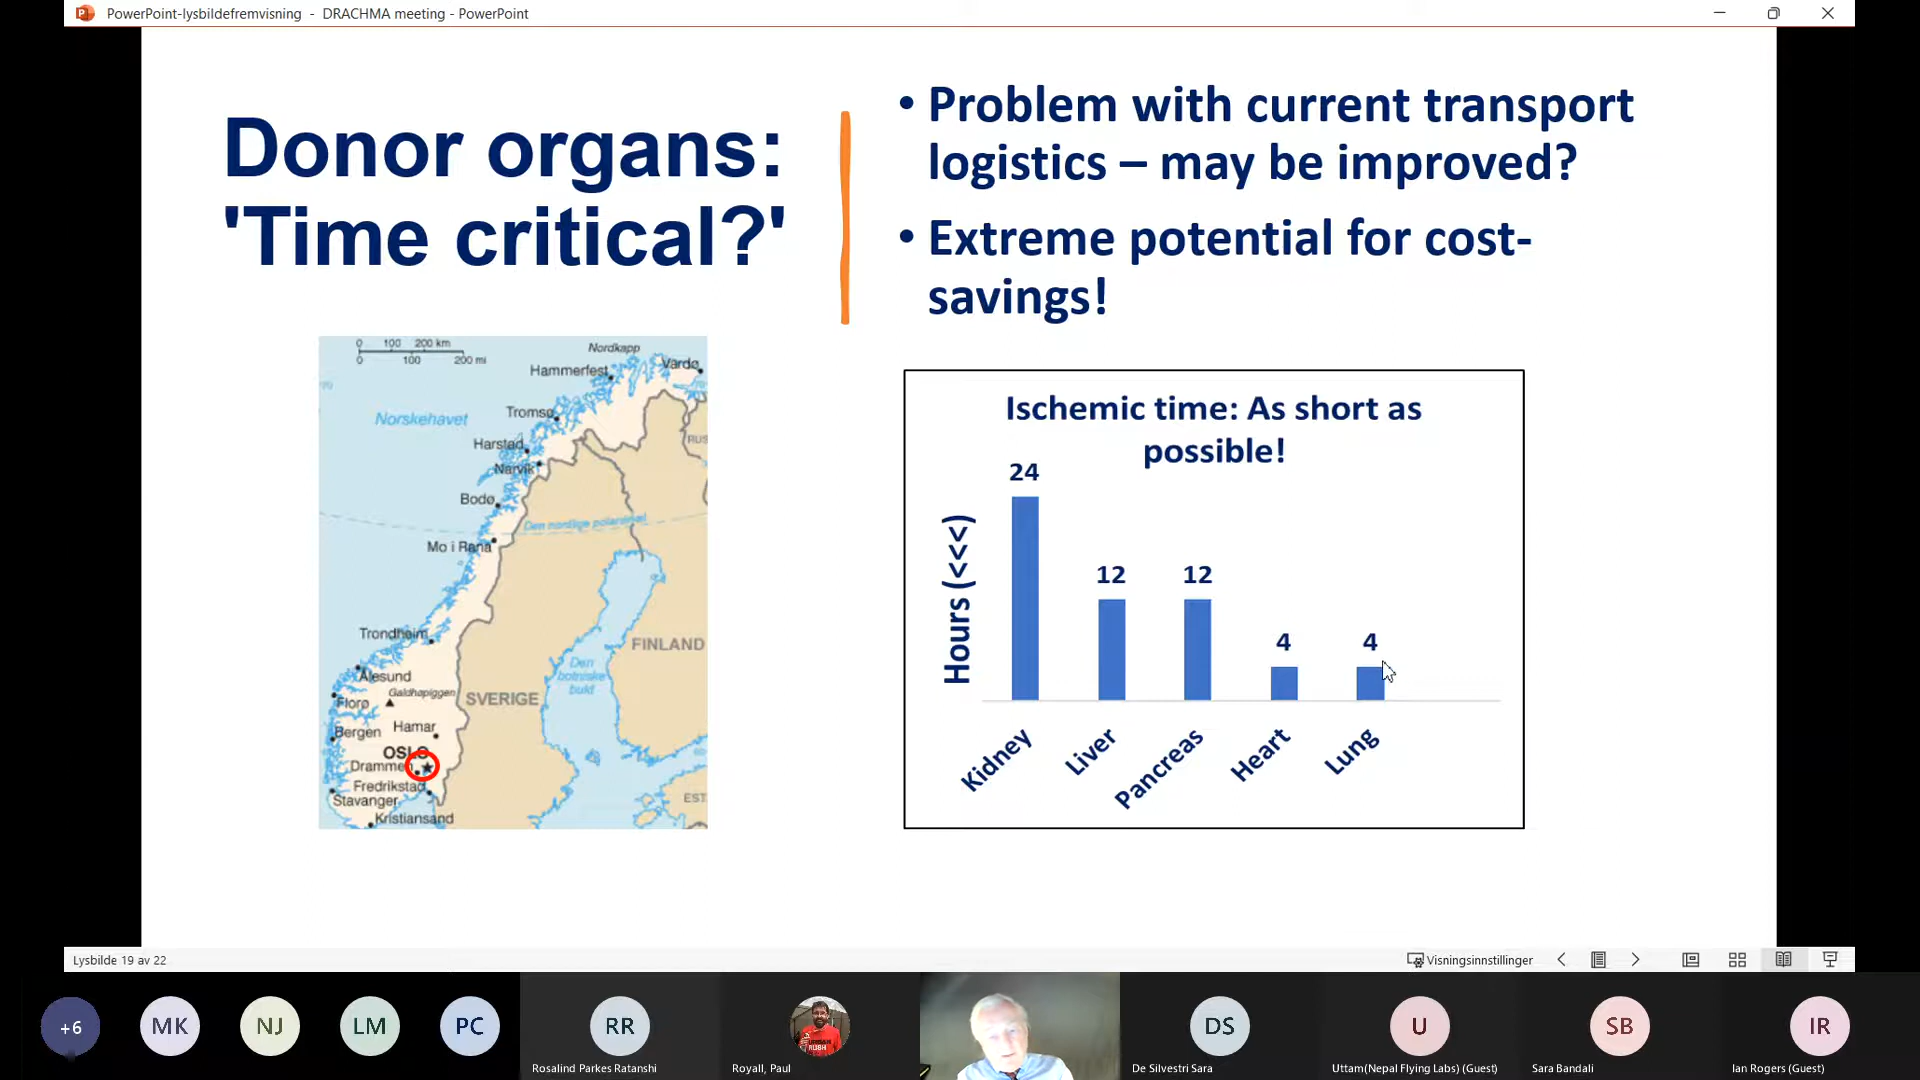 PowerPoint-lysbildefremvisning - DRACHMA meeting - PowerPoint
Donor organs:
'Time critical?'
• Problem with current transport
logistics – may be improved?
• Extreme potential for cost-
savings!
0 100 200 km
0 100 200 mi
Nordkapp
Vardø
Hammerfest
Tromsø
Norskehavet
RUS
Harstad
Narvik
Bodø
Den nordlige polarsirkel
Mo i Rana
Trondheim
FINLAND
Den
botniske
bukt
Ålesund
Galdhøpiggen
SVERIGE
Florø
Hamar
Bergen
OSLO
Drammen
Fredrikstad
EST
Stavanger
Kristiansand
Ischemic time: As short as
possible!
Hours (<<<)
24
12
12
4
4
Kidney
Liver
Pancreas
Heart
Lung
Lysbilde 19 av 22
Visningsinnstillinger
+6
MK
NJ
LM
PC
RR
DS
U
SB
IR
Rosalind Parkes Ratanshi
Royall, Paul
De Silvestri Sara
Uttam(Nepal Flying Labs) (Guest)
Sara Bandali
Ian Rogers (Guest)